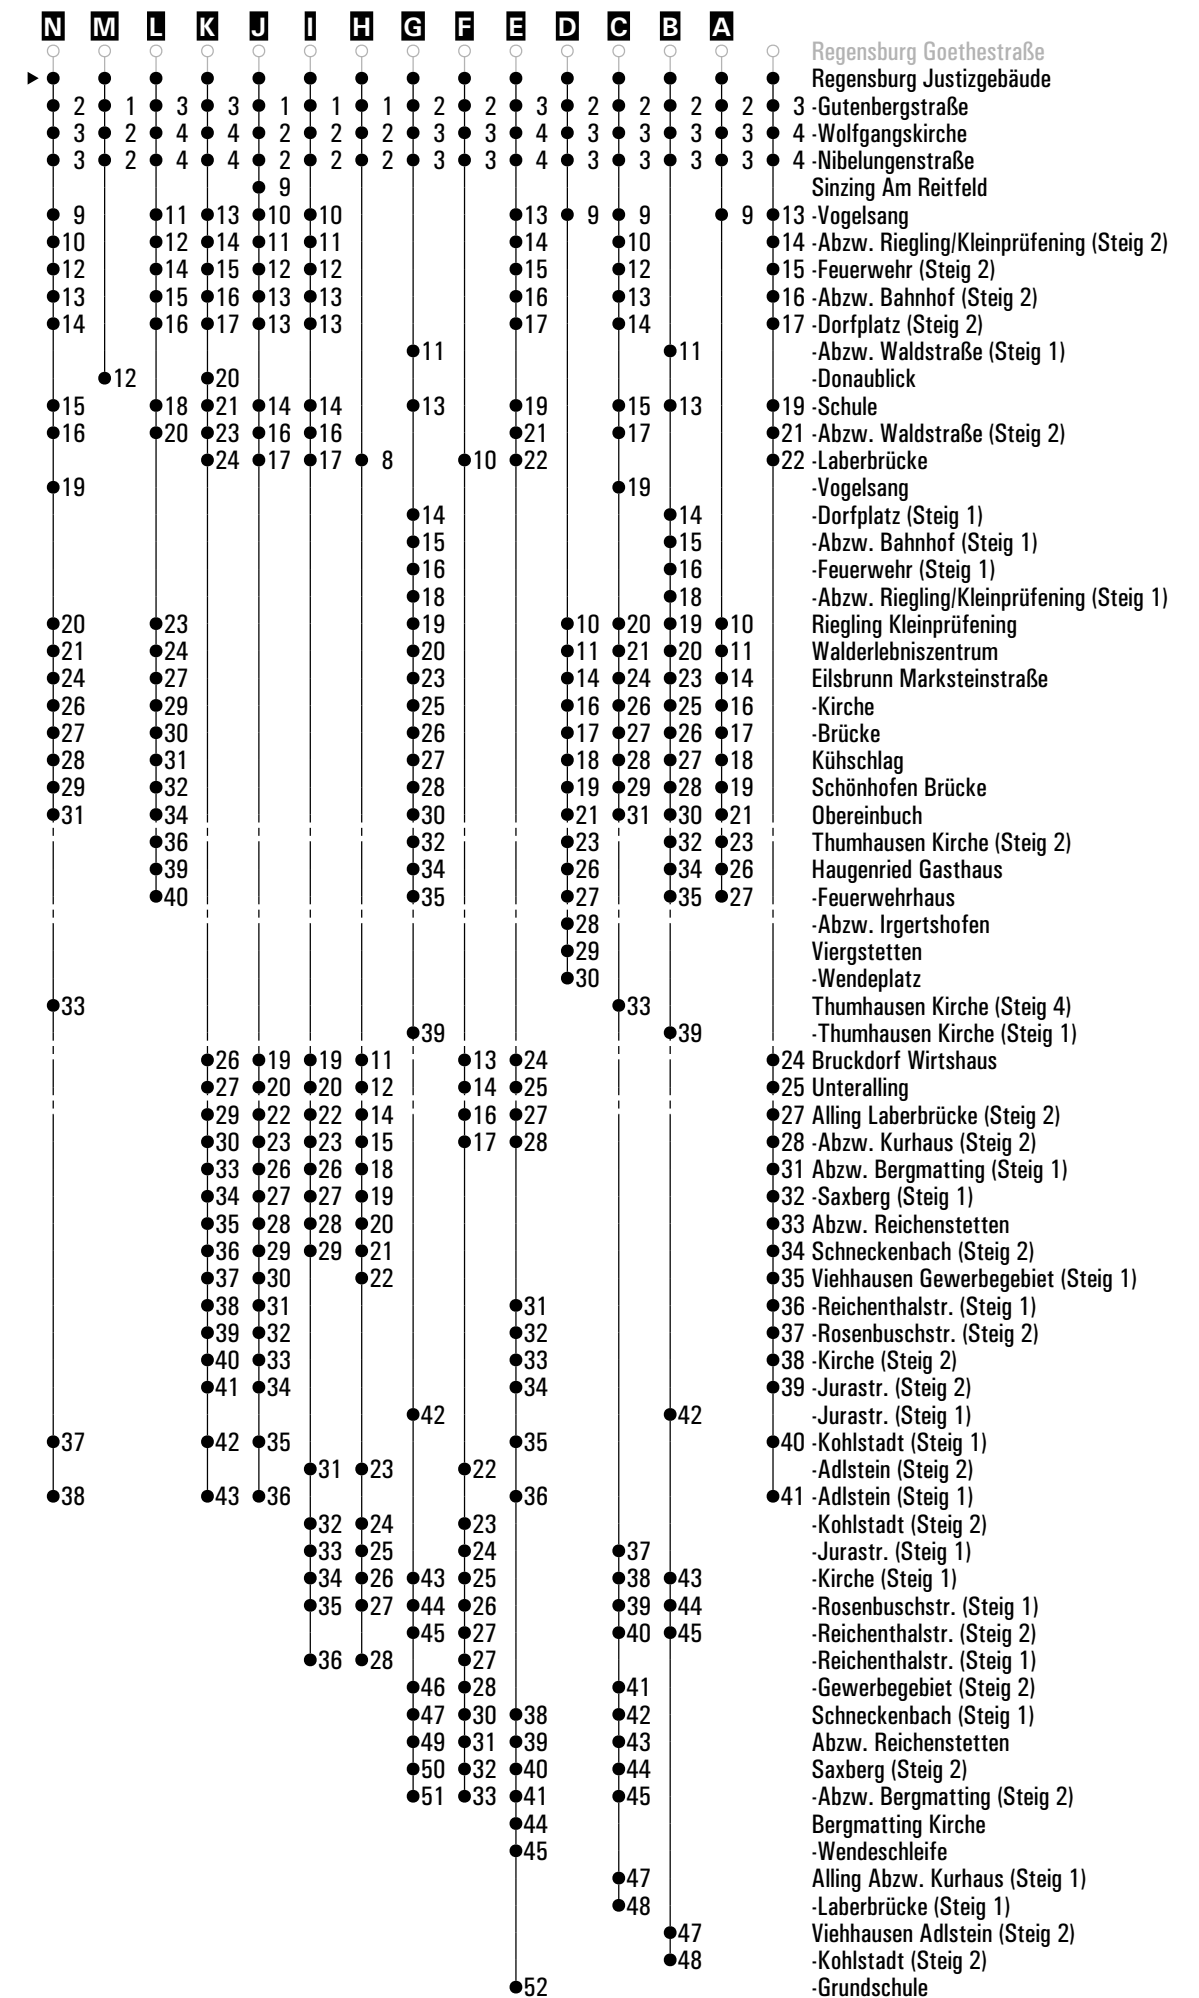 N M L K J I H G F E D C B A
Regensburg Goethestraße
Regensburg Justizgebäude
2 1 3 3 1 1 1 2 2 3 2 2 2 2 3 -Gutenbergstraße
3 2 4 4 2 2 2 3 3 4 3 3 3 3 4 -Wolfgangskirche
3 2 4 4 2 2 2 3 3 4 3 3 3 3 4 -Nibelungenstraße
9 Sinzing Am Reitfeld
9 11 13 10 10 13 9 9 9 13 -Vogelsang
10 12 14 11 11 14 10 14 -Abzw. Riegling/Kleinprüfening (Steig 2)
12 14 15 12 12 15 12 15 -Feuerwehr (Steig 2)
13 15 16 13 13 16 13 16 -Abzw. Bahnhof (Steig 2)
14 16 17 13 13 17 14 17 -Dorfplatz (Steig 2)
11 11 -Abzw. Waldstraße (Steig 1)
12 20 -Donaublick
15 18 21 14 14 13 19 15 13 19 -Schule
16 20 23 16 16 21 17 21 -Abzw. Waldstraße (Steig 2)
24 17 17 8 10 22 22 -Laberbrücke
19 19 -Vogelsang
14 14 -Dorfplatz (Steig 1)
15 15 -Abzw. Bahnhof (Steig 1)
16 16 -Feuerwehr (Steig 1)
18 18 -Abzw. Riegling/Kleinprüfening (Steig 1)
20 23 19 10 20 19 10 Riegling Kleinprüfening
21 24 20 11 21 20 11 Walderlebniszentrum
24 27 23 14 24 23 14 Eilsbrunn Marksteinstraße
26 29 25 16 26 25 16 -Kirche
27 30 26 17 27 26 17 -Brücke
28 31 27 18 28 27 18 Kühschlag
29 32 28 19 29 28 19 Schönhofen Brücke
31 34 30 21 31 30 21 Obereinbuch
36 32 23 32 23 Thumhausen Kirche (Steig 2)
39 34 26 34 26 Haugenried Gasthaus
40 35 27 35 27 -Feuerwehrhaus
28 -Abzw. Irgertshofen
29 Viergstetten
30 -Wendeplatz
33 33 Thumhausen Kirche (Steig 4)
39 39 -Thumhausen Kirche (Steig 1)
26 19 19 11 13 24 24 Bruckdorf Wirtshaus
27 20 20 12 14 25 25 Unteralling
29 22 22 14 16 27 27 Alling Laberbrücke (Steig 2)
30 23 23 15 17 28 28 -Abzw. Kurhaus (Steig 2)
33 26 26 18 31 Abzw. Bergmatting (Steig 1)
34 27 27 19 32 -Saxberg (Steig 1)
35 28 28 20 33 Abzw. Reichenstetten
36 29 29 21 34 Schneckenbach (Steig 2)
37 30 22 35 Viehhausen Gewerbegebiet (Steig 1)
38 31 31 36 -Reichenthalstr. (Steig 1)
39 32 32 37 -Rosenbuschstr. (Steig 2)
40 33 33 38 -Kirche (Steig 2)
41 34 34 39 -Jurastr. (Steig 2)
42 42 -Jurastr. (Steig 1)
37 42 35 35 40 -Kohlstadt (Steig 1)
31 23 22 -Adlstein (Steig 2)
38 43 36 36 41 -Adlstein (Steig 1)
32 24 23 -Kohlstadt (Steig 2)
33 25 24 37 -Jurastr. (Steig 1)
34 26 43 25 38 43 -Kirche (Steig 1)
35 27 44 26 39 44 -Rosenbuschstr. (Steig 1)
45 27 40 45 -Reichenthalstr. (Steig 2)
36 28 27 -Reichenthalstr. (Steig 1)
46 28 41 -Gewerbegebiet (Steig 2)
47 30 38 42 Schneckenbach (Steig 1)
49 31 39 43 Abzw. Reichenstetten
50 32 40 44 Saxberg (Steig 2)
51 33 41 45 -Abzw. Bergmatting (Steig 2)
44 Bergmatting Kirche
45 -Wendeschleife
47 Alling Abzw. Kurhaus (Steig 1)
48 -Laberbrücke (Steig 1)
47 Viehhausen Adlstein (Steig 2)
48 -Kohlstadt (Steig 2)
52 -Grundschule